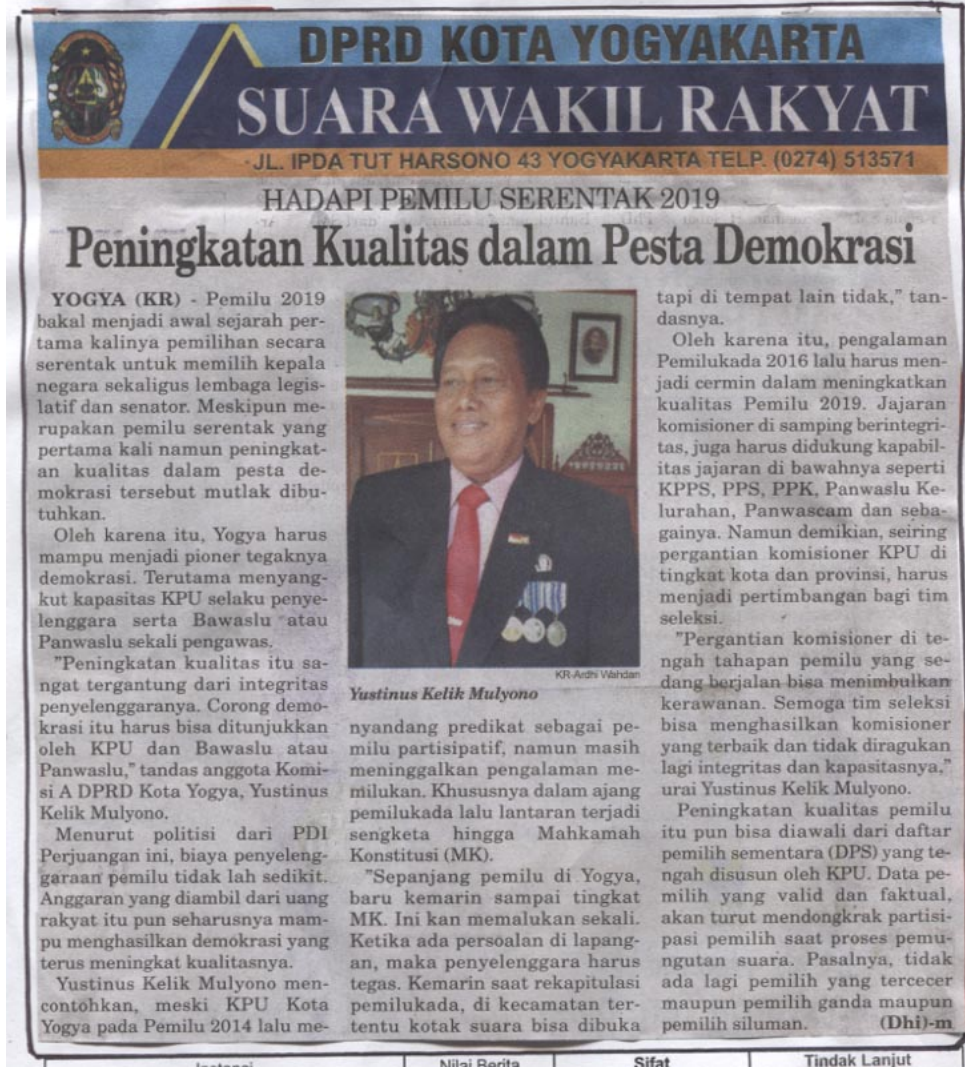 DPRD KOTA YOGYAKARTA
SUARA WAKIL RAKYAT
JL. IPDA TUT HARSONO 43 YOGYAKARTA TELP. (0274) 513571
HADAPI PEMILU SERENTAK 2019
Peningkatan Kualitas dalam Pesta Demokrasi
YOGYA (KR) - Pemilu 2019
bakal menjadi awal sejarah per-
tama kalinya pemilihan secara
serentak untuk memilih kepala
negara sekaligus lembaga legis-
latif dan senator. Meskipun me-
rupakan pemilu serentak yang
pertama kali namun peningkat-
an kualitas dalam pesta de-
mokrasi tersebut mutlak dibu-
tuhkan.
Oleh karena itu, Yogya harus
mampu menjadi pioner tegaknya
demokrasi. Terutama menyang-
kut kapasitas KPU selaku penye-
lenggara serta Bawaslu atau
Panwaslu sekali pengawas.
"Peningkatan kualitas itu sa-
ngat tergantung dari integritas
penyelenggaranya. Corong demo-
krasi itu harus bisa ditunjukkan
oleh KPU dan Bawaslu atau
Panwaslu," tandas anggota Komi-
si A DPRD Kota Yogya, Yustinus
Kelik Mulyono.
Menurut politisi dari PDI
Perjuangan ini, biaya penyeleng-
garaan pemilu tidak lah sedikit.
Anggaran yang diambil dari uang
rakyat itu pun seharusnya mam-
pu menghasilkan demokrasi yang
terus meningkat kualitasnya.
Yustinus Kelik Mulyono men-
contohkan, meski KPU Kota
Yogya pada Pemilu 2014 lalu me-
KR-Ardhi Wahdan
Yustinus Kelik Mulyono
nyandang predikat sebagai pe-
milu partisipatif, namun masih
meninggalkan pengalaman me-
milukan. Khususnya dalam ajang
pemilukada lalu lantaran terjadi
sengketa hingga Mahkamah
Konstitusi (MK).
"Sepanjang pemilu di Yogya,
baru kemarin sampai tingkat
MK. Ini kan memalukan sekali.
Ketika ada persoalan di lapang-
an, maka penyelenggara harus
tegas. Kemarin saat rekapitulasi
pemilukada, di kecamatan ter-
tentu kotak suara bisa dibuka
tapi di tempat lain tidak," tan-
dasnya.
Oleh karena itu, pengalaman
Pemilukada 2016 lalu harus men-
jadi cermin dalam meningkatkan
kualitas Pemilu 2019. Jajaran
komisioner di samping berintegri-
tas, juga harus didukung kapabil-
itas jajaran di bawahnya seperti
KPPS, PPS, PPK, Panwaslu Ke-
lurahan, Panwascam dan seba-
gainya. Namun demikian, seiring
pergantian komisioner KPU di
tingkat kota dan provinsi, harus
menjadi pertimbangan bagi tim
seleksi.
"Pergantian komisioner di te-
ngah tahapan pemilu yang se-
dang berjalan bisa menimbulkan
kerawanan. Semoga tim seleksi
bisa menghasilkan komisioner
yang terbaik dan tidak diragukan
lagi integritas dan kapasitasnya,"
urai Yustinus Kelik Mulyono.
Peningkatan kualitas pemilu
itu pun bisa diawali dari daftar
pemilih sementara (DPS) yang te-
ngah disusun oleh KPU. Data pe-
milih yang valid dan faktual,
akan turut mendongkrak partisi-
pasi pemilih saat proses pemu-
ngutan suara. Pasalnya, tidak
ada lagi pemilih yang tercecer
maupun pemilih ganda maupun
pemilih siluman. (Dhi)-m
Instansi Nilai Berita Sifat Tindak Lanjut